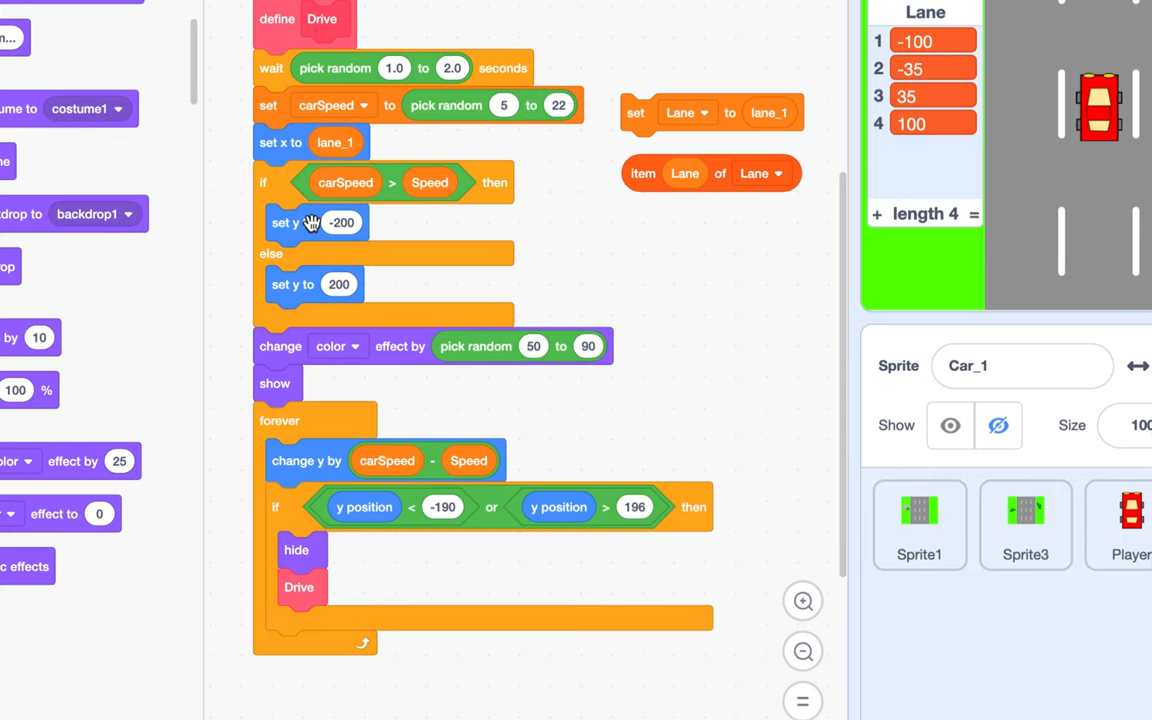 define Drive
wait pick random 1.0 to 2.0 seconds
set carSpeed to pick random 5 to 22
set x to lane_1
if carSpeed > Speed then
set y -200
else
set y to 200
change color effect by pick random 50 to 90
show
forever
change y by carSpeed - Speed
if y position < -190 or y position > 196 then
hide
Drive
set Lane to lane_1
item Lane of Lane
m...
ume to costume1
drop to backdrop1
op
by 10
100 %
olor effect by 25
effect to 0
c effects
Lane
1 -100
2 -35
3 35
4 100
+ length 4 =
Sprite Car_1
Show Size 100
Sprite1 Sprite3 Player